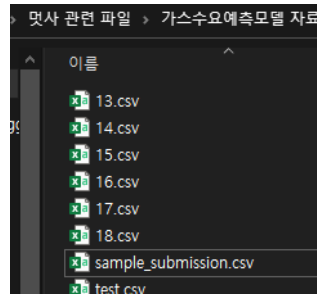 멋사 관련 파일 > 가스수요예측모델 자료
이름
13.csv
14.csv
15.csv
16.csv
17.csv
18.csv
sample_submission.csv
test.csv